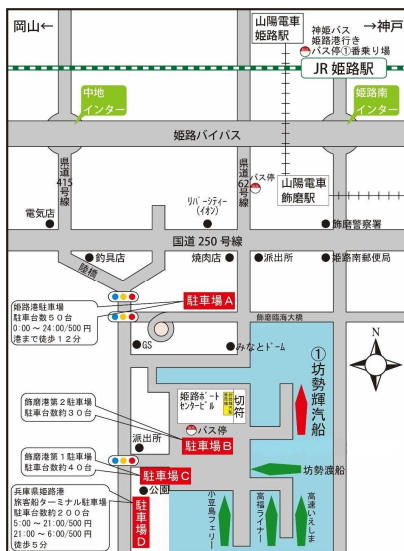 岡山←
山陽電車
姫路駅
神姫バス
姫路港行き
バス停①番乗り場
→神戸
JR 姫路駅
中地
インター
姫路南
インター
姫路バイパス
県道
415
号線
県道
62
号線
バス停
山陽電車
飾磨駅
電気店
リバーシティー
(イオン)
飾磨警察署
国道 250 号線
陸橋
釣具店
焼肉店
派出所
姫路南郵便局
姫路港駐車場
駐車台数50台
0:00 ~ 24:00/500 円
港まで徒歩12分
駐車場A
飾磨臨海大橋
GS
みなとドーム
N
①坊勢輝汽船
飾磨港第2駐車場
駐車台数約30台
姫路ポート
センタービル
切符
バス停
派出所
駐車場B
飾磨港第1駐車場
駐車台数約40台
坊勢渡船
駐車場C
公園
兵庫県姫路港
旅客船ターミナル駐車場
駐車台数約200台
5:00 ~ 21:00/500円
21:00 ~ 6:00/500円
徒歩5分
駐車場D
小豆島フェリー
高福ライナー
高速いえしま